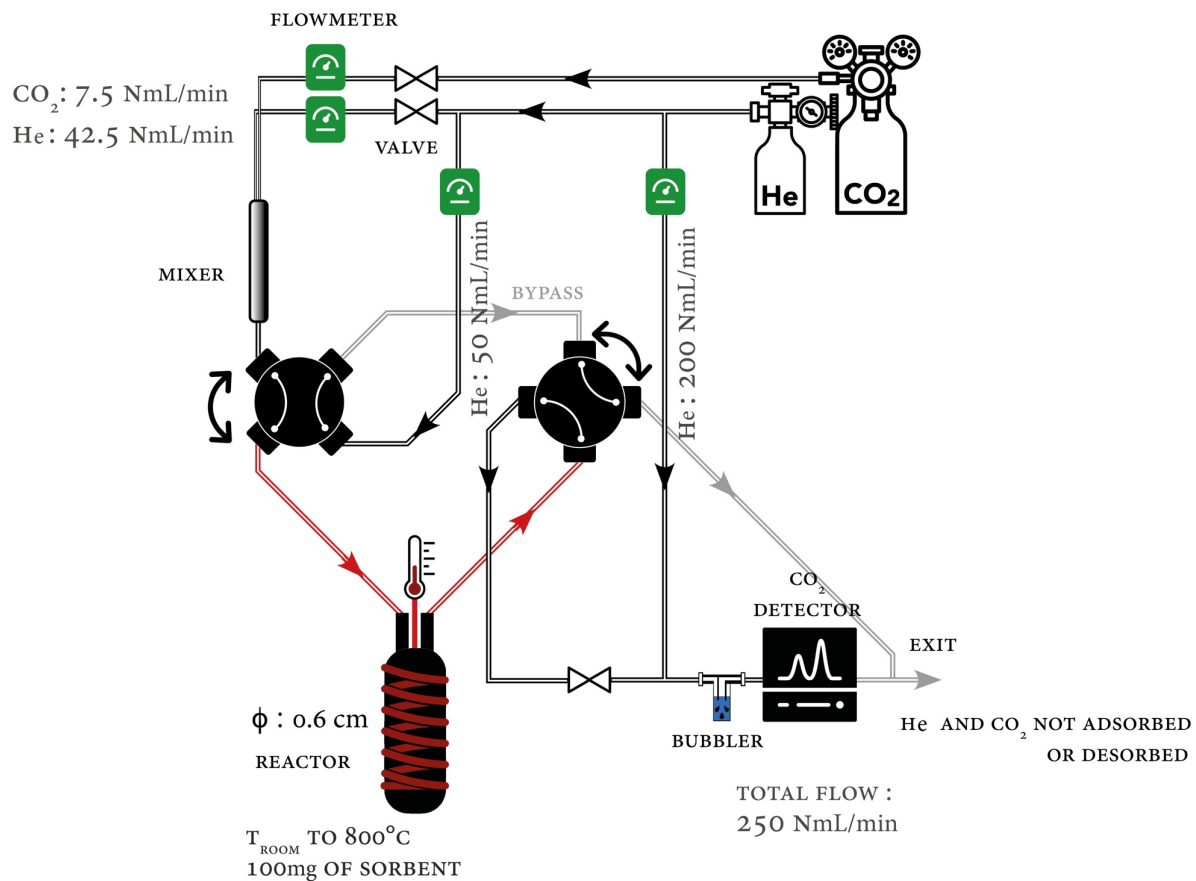 FLOWMETER
CO₂: 7.5 NmL/min
He: 42.5 NmL/min
VALVE
He
CO2
MIXER
BYPASS
He: 50 NmL/min
He: 200 NmL/min
CO₂
DETECTOR
EXIT
ϕ: 0.6 cm
REACTOR
BUBBLER
He AND CO₂ NOT ADSORBED
OR DESORBED
TOTAL FLOW:
250 NmL/min
T_ROOM TO 800°C
100mg OF SORBENT